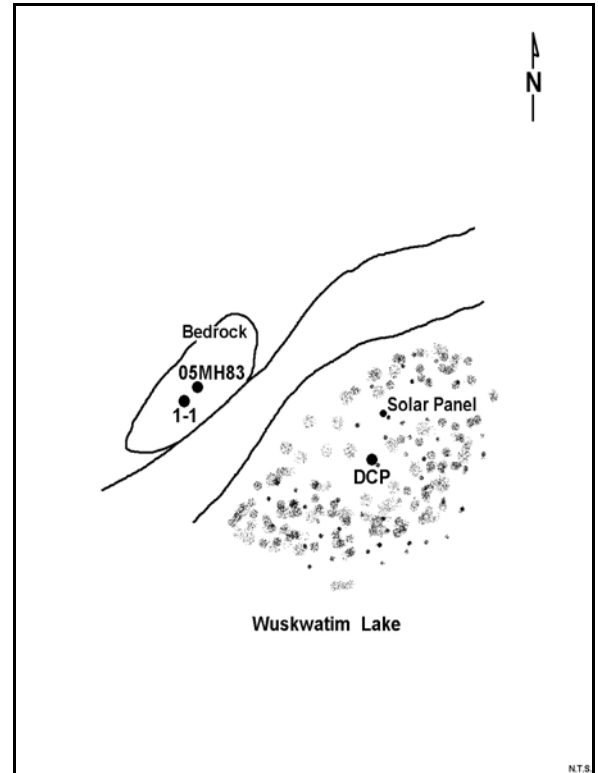 N
Bedrock
05MH83
1-1
Solar Panel
DCP
Wuskwatim Lake
N.T.S.